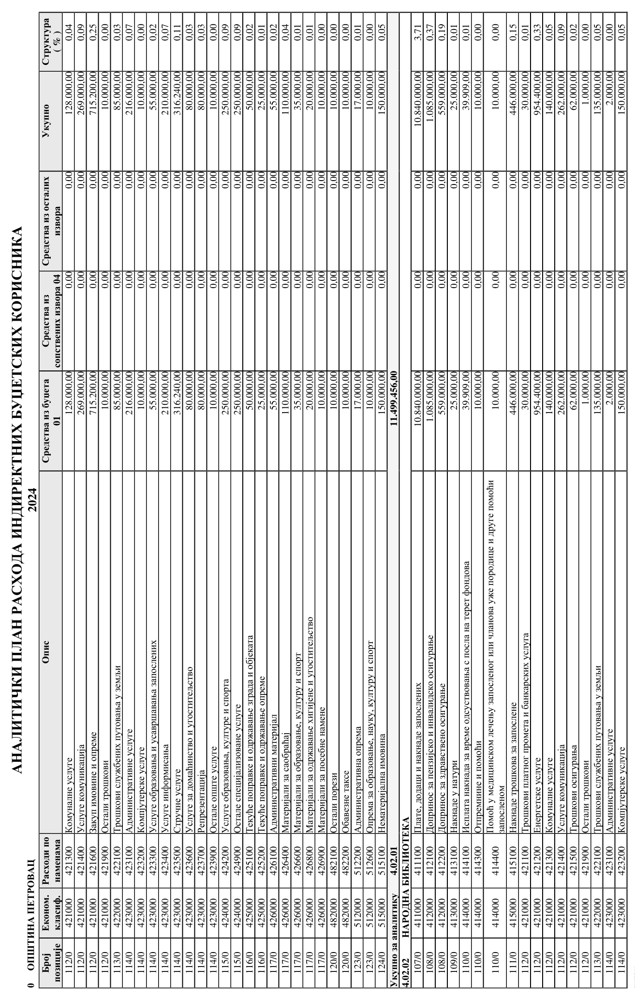 АНАЛИТИЧКИ ПЛАН РАСХОДА ИНДИРЕКТНИХ БУЏЕТСКИХ КОРИСНИКА
2024
0 ОПШТИНА ПЕТРОВАЦ
Број позиције Економ. класиф. Расходи по наменама Опис Средства из буџета 01 Средства из сопствених извора 04 Средства из осталих извора Укупно Структура ( % )
112/0 421000 421300 Комуналне услуге 128.000,00 0,00 0,00 128.000,00 0,04
112/0 421000 421400 Услуге комуникација 269.000,00 0,00 0,00 269.000,00 0,09
112/0 421000 421600 Закуп имовине и опреме 715.200,00 0,00 0,00 715.200,00 0,25
112/0 421000 421900 Остали трошкови 10.000,00 0,00 0,00 10.000,00 0,00
113/0 422000 422100 Трошкови службених путовања у земљи 85.000,00 0,00 0,00 85.000,00 0,03
114/0 423000 423100 Административне услуге 216.000,00 0,00 0,00 216.000,00 0,07
114/0 423000 423200 Компјутерске услуге 10.000,00 0,00 0,00 10.000,00 0,00
114/0 423000 423300 Услуге образовања и усавршавања запослених 55.000,00 0,00 0,00 55.000,00 0,02
114/0 423000 423400 Услуге информисања 210.000,00 0,00 0,00 210.000,00 0,07
114/0 423000 423500 Стручне услуге 316.240,00 0,00 0,00 316.240,00 0,11
114/0 423000 423600 Услуге за домаћинство и угоститељство 80.000,00 0,00 0,00 80.000,00 0,03
114/0 423000 423700 Репрезентација 80.000,00 0,00 0,00 80.000,00 0,03
114/0 423000 423900 Остале опште услуге 10.000,00 0,00 0,00 10.000,00 0,00
115/0 424000 424200 Услуге образовања, културе и спорта 250.000,00 0,00 0,00 250.000,00 0,09
115/0 424000 424900 Остале специјализоване услуге 250.000,00 0,00 0,00 250.000,00 0,09
116/0 425000 425100 Текуће поправке и одржавање зграда и објеката 50.000,00 0,00 0,00 50.000,00 0,02
116/0 425000 425200 Текуће поправке и одржавање опреме 25.000,00 0,00 0,00 25.000,00 0,01
117/0 426000 426100 Административни материјал 55.000,00 0,00 0,00 55.000,00 0,02
117/0 426000 426400 Материјали за саобраћај 110.000,00 0,00 0,00 110.000,00 0,04
117/0 426000 426600 Материјали за образовање, културу и спорт 35.000,00 0,00 0,00 35.000,00 0,01
117/0 426000 426800 Материјали за одржавање хигијене и угоститељство 20.000,00 0,00 0,00 20.000,00 0,01
117/0 426000 426900 Материјали за посебне намене 10.000,00 0,00 0,00 10.000,00 0,00
120/0 482000 482100 Остали порези 10.000,00 0,00 0,00 10.000,00 0,00
120/0 482000 482200 Обавезне таксе 10.000,00 0,00 0,00 10.000,00 0,00
123/0 512000 512200 Административна опрема 17.000,00 0,00 0,00 17.000,00 0,01
123/0 512000 512600 Опрема за образовање, науку, културу и спорт 10.000,00 0,00 0,00 10.000,00 0,00
124/0 515000 515100 Нематеријална имовина 150.000,00 0,00 0,00 150.000,00 0,05
Укупно за аналитику 4.02.01 11.499.456,00
4.02.02 НАРОДНА БИБЛИОТЕКА
107/0 411000 411100 Плате, додаци и накнаде запослених 10.840.000,00 0,00 0,00 10.840.000,00 3,71
108/0 412000 412100 Допринос за пензијско и инвалидско осигурање 1.085.000,00 0,00 0,00 1.085.000,00 0,37
108/0 412000 412200 Допринос за здравствено осигурање 559.000,00 0,00 0,00 559.000,00 0,19
109/0 413000 413100 Накнаде у натури 25.000,00 0,00 0,00 25.000,00 0,01
110/0 414000 414100 Исплата накнада за време одсуствовања с посла на терет фондова 39.909,00 0,00 0,00 39.909,00 0,01
110/0 414000 414300 Отпремнине и помоћи 10.000,00 0,00 0,00 10.000,00 0,00
110/0 414000 414400 Помоћ у медицинском лечењу запосленог или чланова уже породице и друге помоћи запосленом 10.000,00 0,00 0,00 10.000,00 0,00
111/0 415000 415100 Накнаде трошкова за запослене 446.000,00 0,00 0,00 446.000,00 0,15
112/0 421000 421100 Трошкови платног промета и банкарских услуга 30.000,00 0,00 0,00 30.000,00 0,01
112/0 421000 421200 Енергетске услуге 954.400,00 0,00 0,00 954.400,00 0,33
112/0 421000 421300 Комуналне услуге 140.000,00 0,00 0,00 140.000,00 0,05
112/0 421000 421400 Услуге комуникација 262.000,00 0,00 0,00 262.000,00 0,09
112/0 421000 421500 Трошкови осигурања 62.000,00 0,00 0,00 62.000,00 0,02
112/0 421000 421900 Остали трошкови 1.000,00 0,00 0,00 1.000,00 0,00
113/0 422000 422100 Трошкови службених путовања у земљи 135.000,00 0,00 0,00 135.000,00 0,05
114/0 423000 423100 Административне услуге 2.000,00 0,00 0,00 2.000,00 0,00
114/0 423000 423200 Компјутерске услуге 150.000,00 0,00 0,00 150.000,00 0,05